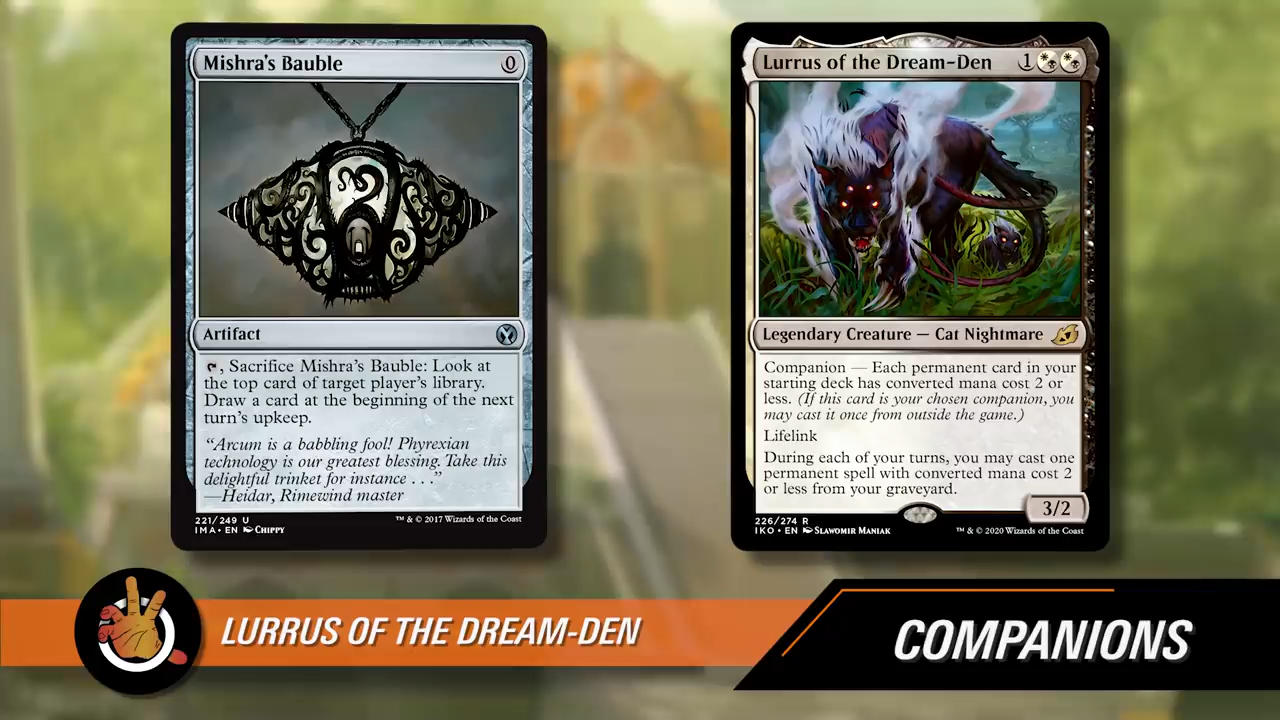 Mishra's Bauble 0
Artifact
, Sacrifice Mishra's Bauble: Look at
the top card of target player's library.
Draw a card at the beginning of the next
turn's upkeep.
"Arcum is a babbling fool! Phyrexian
technology is our greatest blessing. Take this
delightful trinket for instance . . ."
—Heidar, Rimewind master
221/249 U
IMA • EN Chippy
™ & © 2017 Wizards of the Coast
Lurrus of the Dream-Den 1
Legendary Creature — Cat Nightmare
Companion — Each permanent card in your
starting deck has converted mana cost 2 or
less. (If this card is your chosen companion, you
may cast it once from outside the game.)
Lifelink
During each of your turns, you may cast one
permanent spell with converted mana cost 2
or less from your graveyard.
3/2
226/274 R
IKO • EN Slawomir Maniak
™ & © 2020 Wizards of the Coast
LURRUS OF THE DREAM-DEN
COMPANIONS